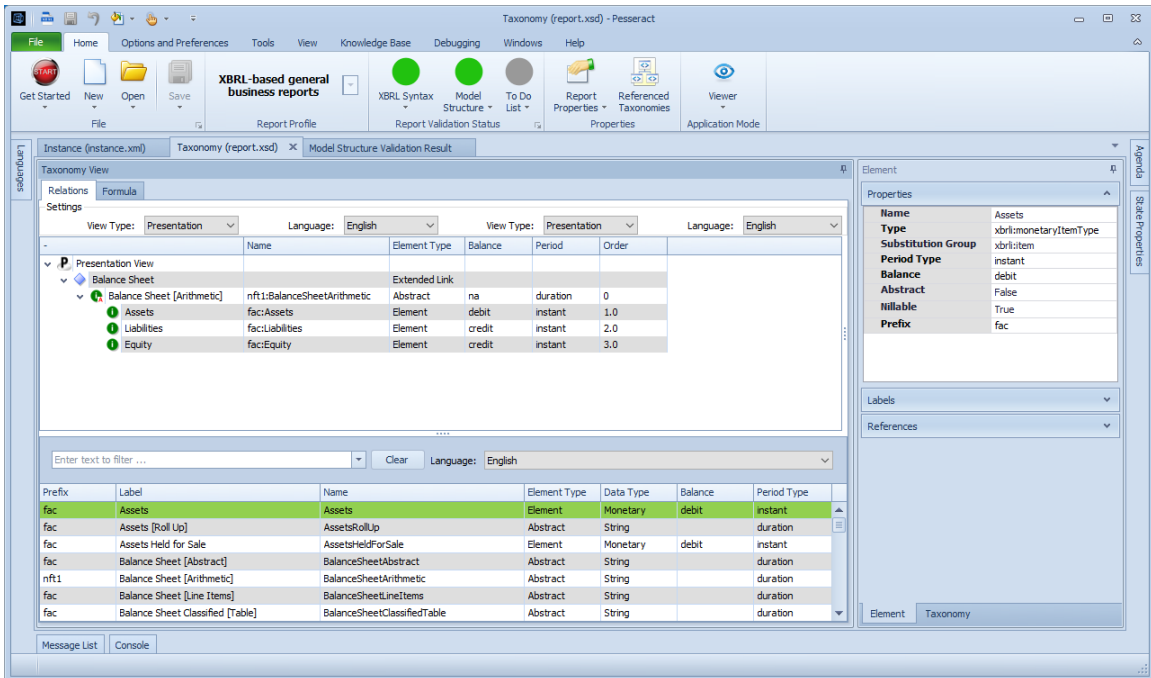 Taxonomy (report.xsd) - Pesseract
File Home Options and Preferences Tools View Knowledge Base Debugging Windows Help
START
Get Started New Open Save
File
XBRL-based general
business reports
Report Profile
XBRL Syntax Model Structure To Do List
Report Validation Status
Report Properties Referenced Taxonomies
Properties
Viewer
Application Mode
Languages
Instance (instance.xml) Taxonomy (report.xsd) Model Structure Validation Result
Taxonomy View
Relations Formula
Settings
View Type: Presentation Language: English View Type: Presentation Language: English
- Name Element Type Balance Period Order
P Presentation View
Balance Sheet Extended Link
Balance Sheet [Arithmetic] nft1:BalanceSheetArithmetic Abstract na duration 0
Assets fac:Assets Element debit instant 1.0
Liabilities fac:Liabilities Element credit instant 2.0
Equity fac:Equity Element credit instant 3.0
Enter text to filter ... Clear Language: English
Prefix Label Name Element Type Data Type Balance Period Type
fac Assets Assets Element Monetary debit instant
fac Assets [Roll Up] AssetsRollUp Abstract String duration
fac Assets Held for Sale AssetsHeldForSale Element Monetary debit instant
fac Balance Sheet [Abstract] BalanceSheetAbstract Abstract String duration
nft1 Balance Sheet [Arithmetic] BalanceSheetArithmetic Abstract String duration
fac Balance Sheet [Line Items] BalanceSheetLineItems Abstract String duration
fac Balance Sheet Classified [Table] BalanceSheetClassifiedTable Abstract String duration
Element
Properties
Name Assets
Type xbrli:monetaryItemType
Substitution Group xbrli:item
Period Type instant
Balance debit
Abstract False
Nillable True
Prefix fac
Labels
References
Element Taxonomy
Agenda
State Properties
Message List Console